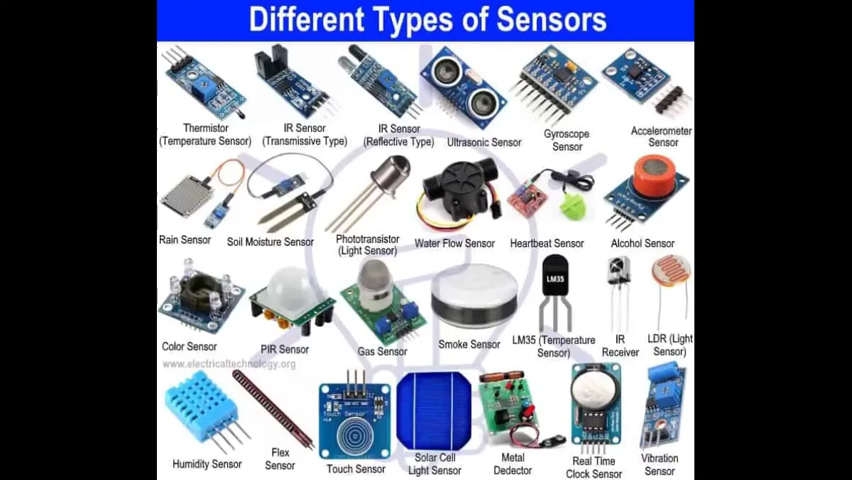 Different Types of Sensors
Thermistor
(Temperature Sensor)
IR Sensor
(Transmissive Type)
IR Sensor
(Reflective Type)
Ultrasonic Sensor
Gyroscope
Sensor
Accelerometer
Sensor
Rain Sensor
Soil Moisture Sensor
Phototransistor
(Light Sensor)
Water Flow Sensor
Heartbeat Sensor
Alcohol Sensor
LM35
Color Sensor
PIR Sensor
Gas Sensor
Smoke Sensor
LM35 (Temperature
Sensor)
IR
Receiver
LDR (Light
Sensor)
www.electricaltechnology.org
Touch Sensor
Humidity Sensor
Flex
Sensor
Touch Sensor
Solar Cell
Light Sensor
Metal
Dedector
Real Time
Clock Sensor
Vibration
Sensor